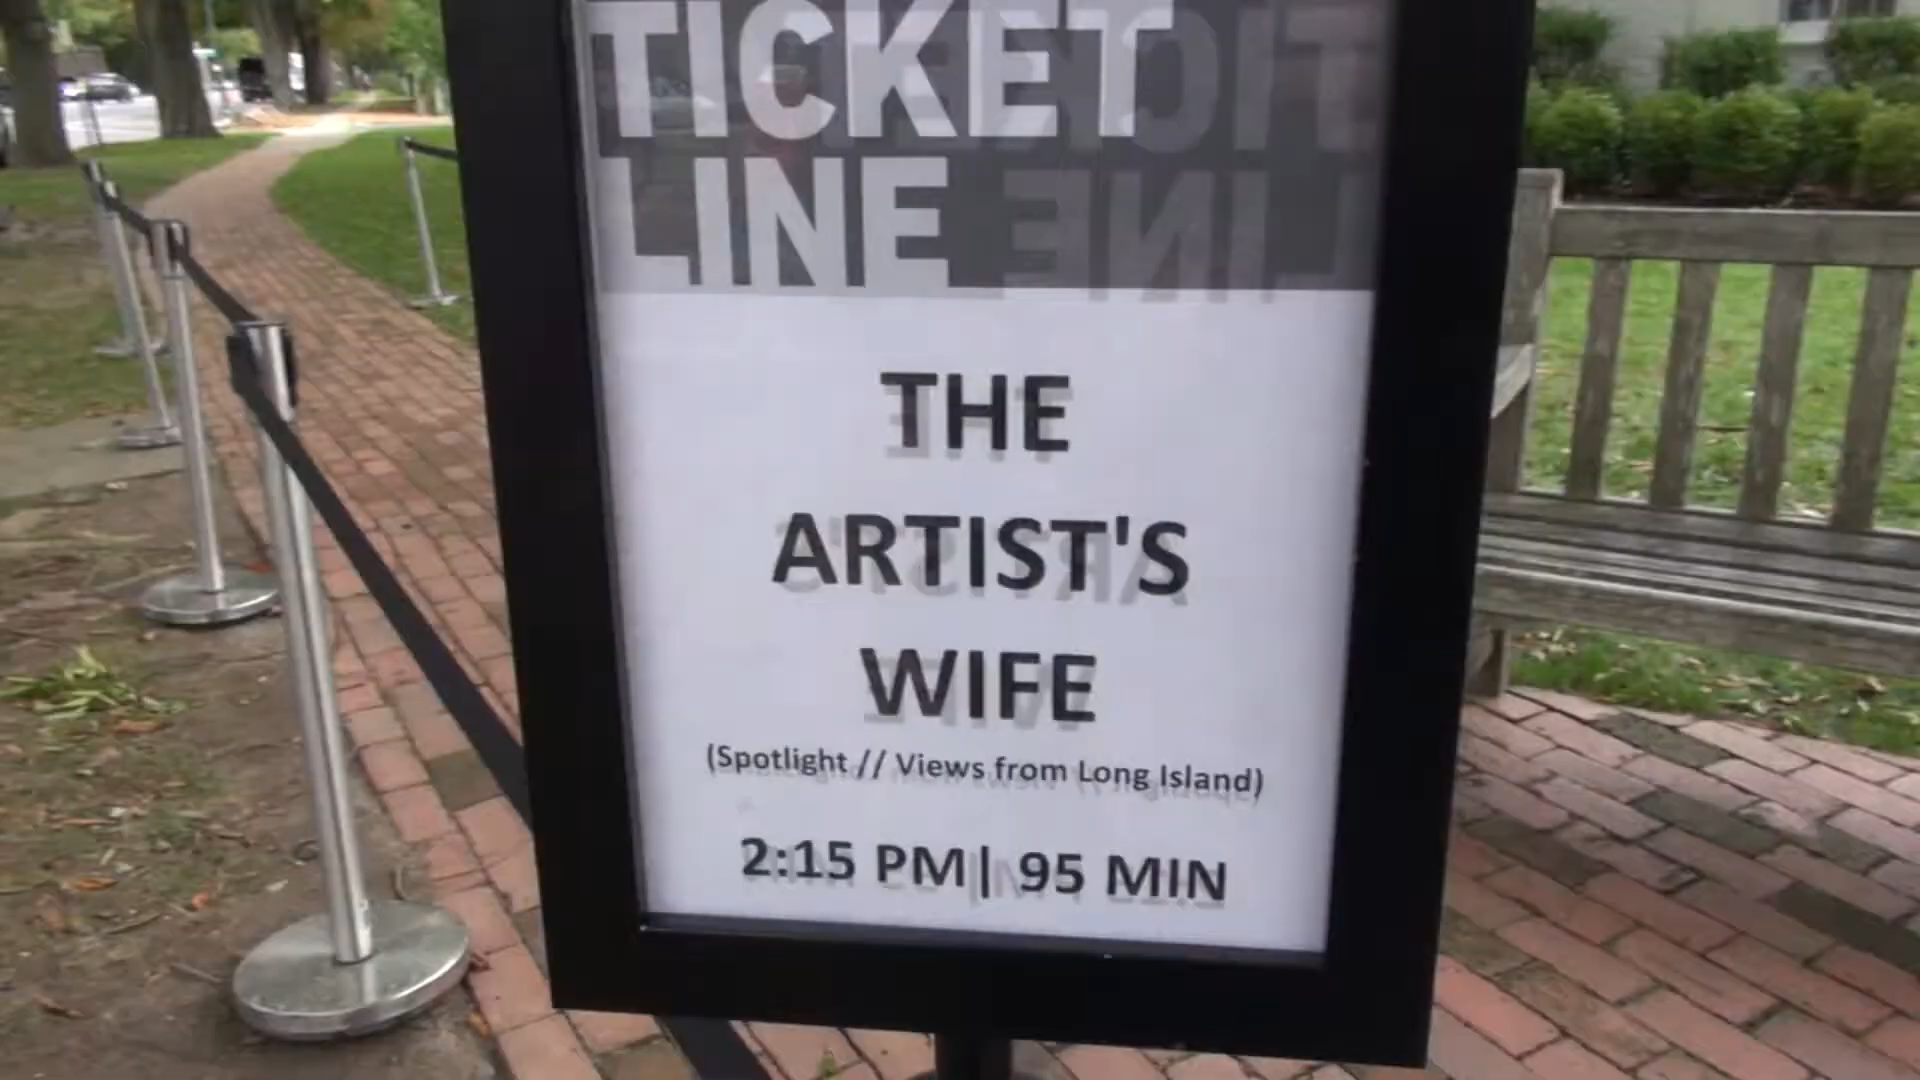 TICKET
LINE
THE
ARTIST'S
WIFE
(Spotlight // Views from Long Island)
2:15 PM| 95 MIN